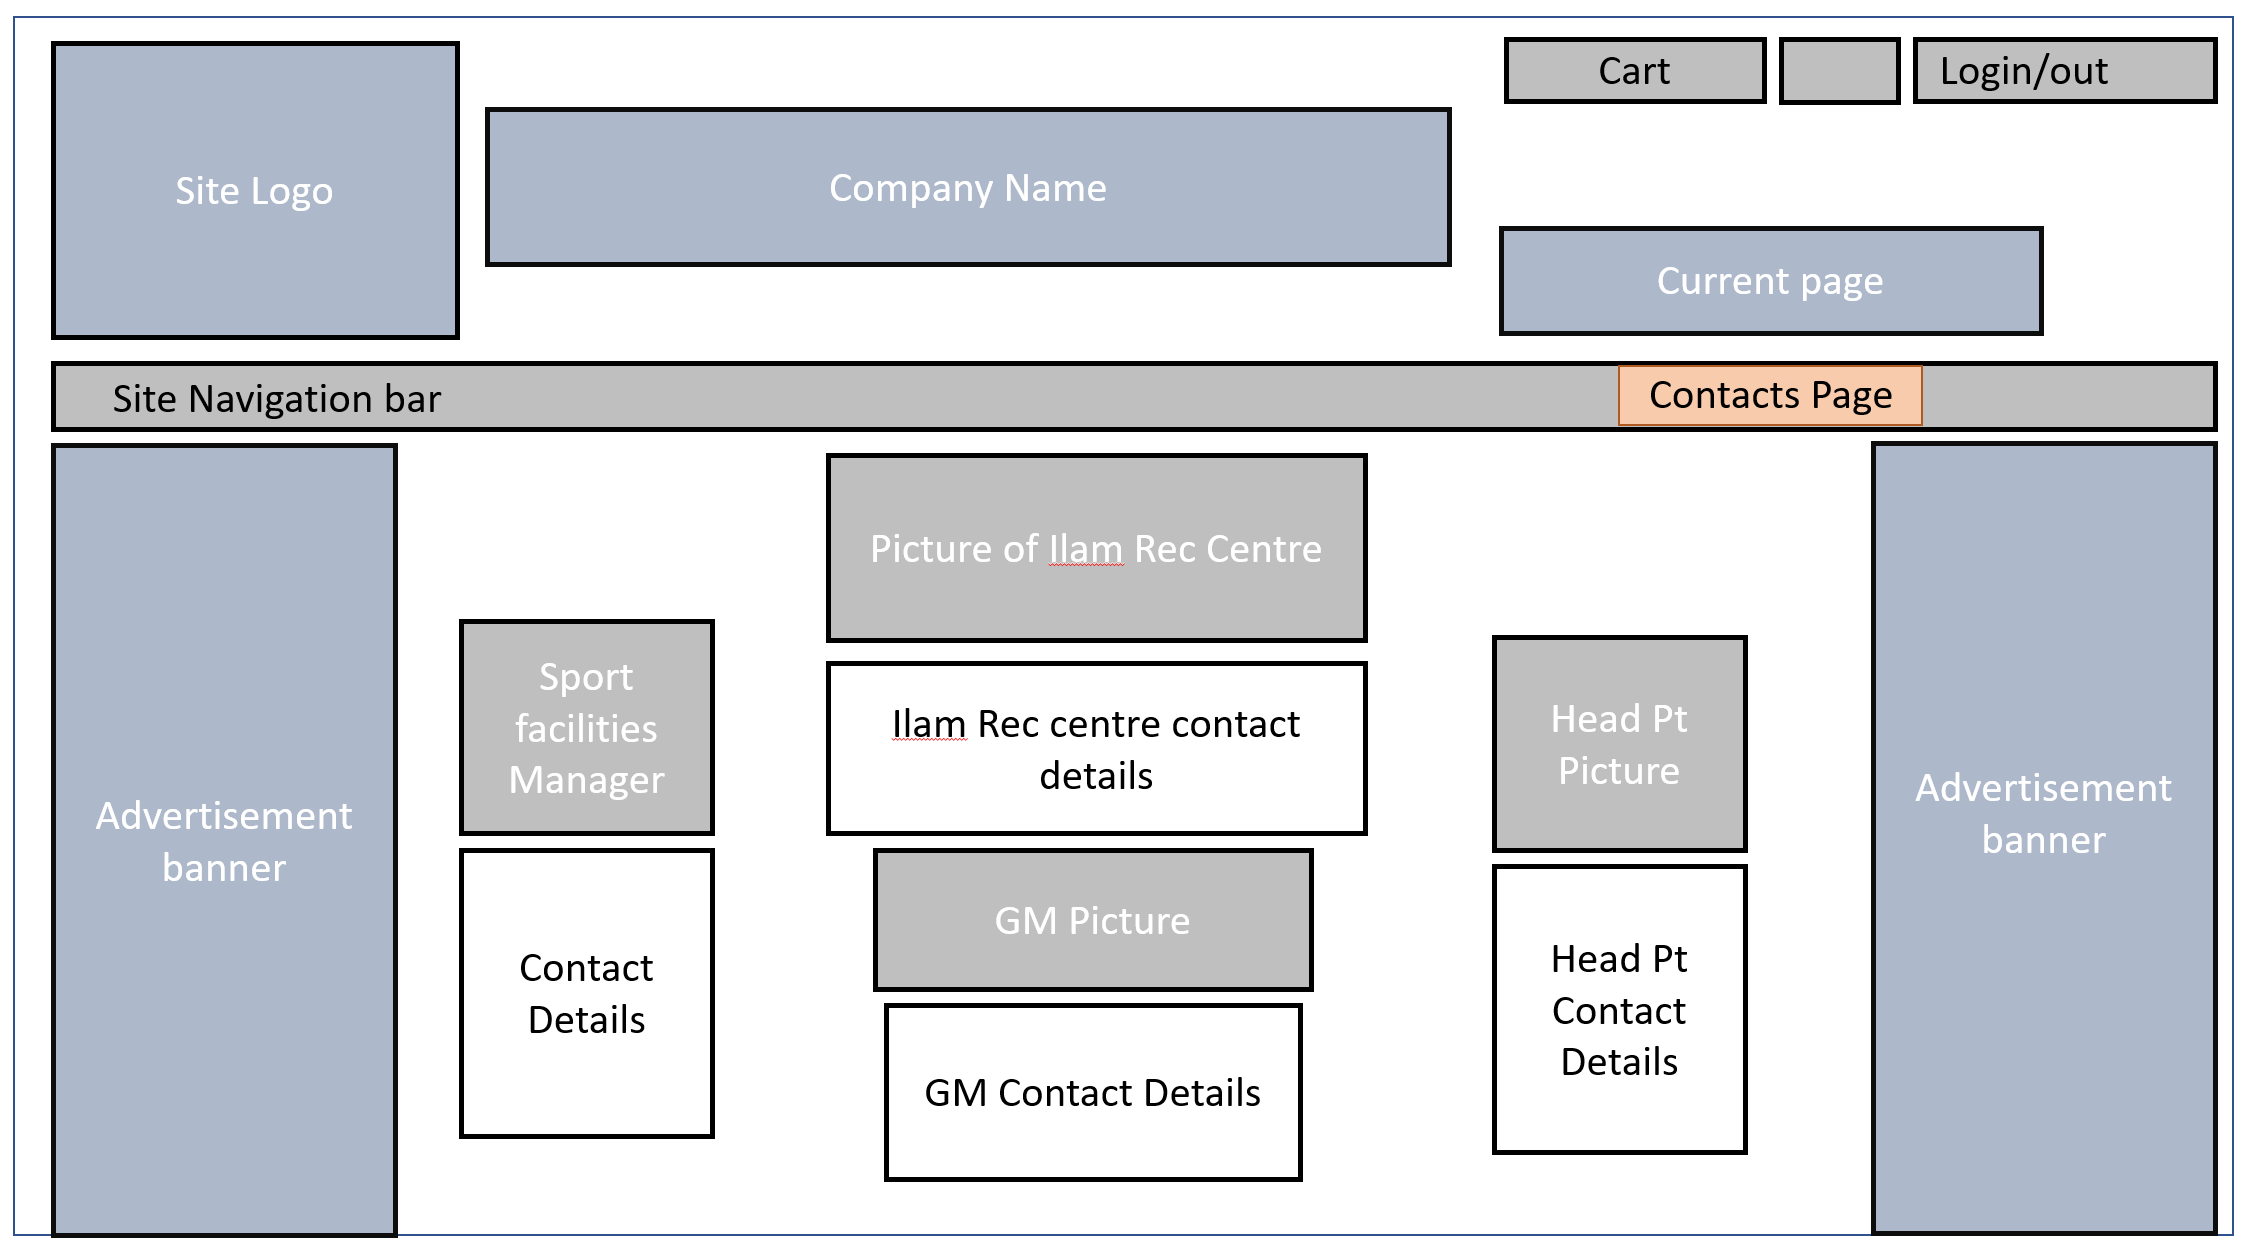 Cart
Login/out
Site Logo
Company Name
Current page
Site Navigation bar
Contacts Page
Advertisement
banner
Sport
facilities
Manager
Contact
Details
Picture of Ilam Rec Centre
Ilam Rec centre contact
details
GM Picture
GM Contact Details
Head Pt
Picture
Head Pt
Contact
Details
Advertisement
banner